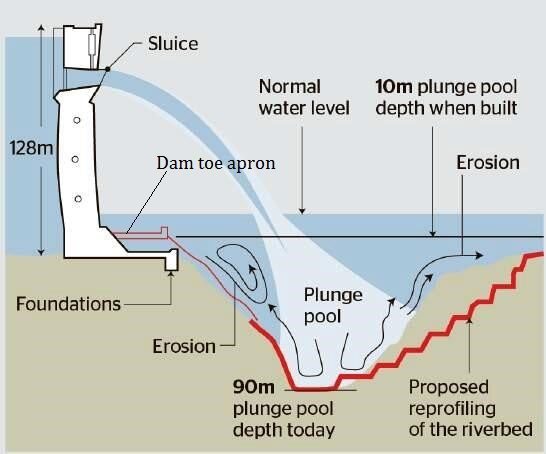 Sluice
Normal
water level
10m plunge pool
depth when built
128m
Dam toe apron
Erosion
Foundations
Plunge
pool
Erosion
90m
plunge pool
depth today
Proposed
reprofiling
of the riverbed